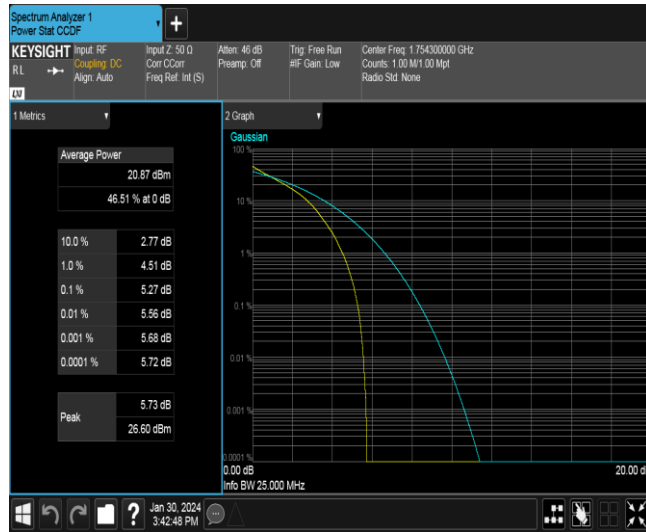 Spectrum Analyzer 1
Power Stat CCDF
+
KEYSIGHT
RL
LXI
Input: RF
Coupling: DC
Align: Auto
Input Z: 50 Ω
Corr CCorr
Freq Ref: Int (S)
Atten: 46 dB
Preamp: Off
Trig: Free Run
#IF Gain: Low
Center Freq: 1.754300000 GHz
Counts: 1.00 M/1.00 Mpt
Radio Std: None
1 Metrics
Average Power
20.87 dBm
46.51 % at 0 dB
10.0 % 2.77 dB
1.0 % 4.51 dB
0.1 % 5.27 dB
0.01 % 5.56 dB
0.001 % 5.68 dB
0.0001 % 5.72 dB
Peak
5.73 dB
26.60 dBm
2 Graph
Gaussian
100 %
10 %
1 %
0.1 %
0.01 %
0.001 %
0.0001 %
0.00 dB
20.00 d
Info BW 25.000 MHz
?
Jan 30, 2024
3:42:48 PM